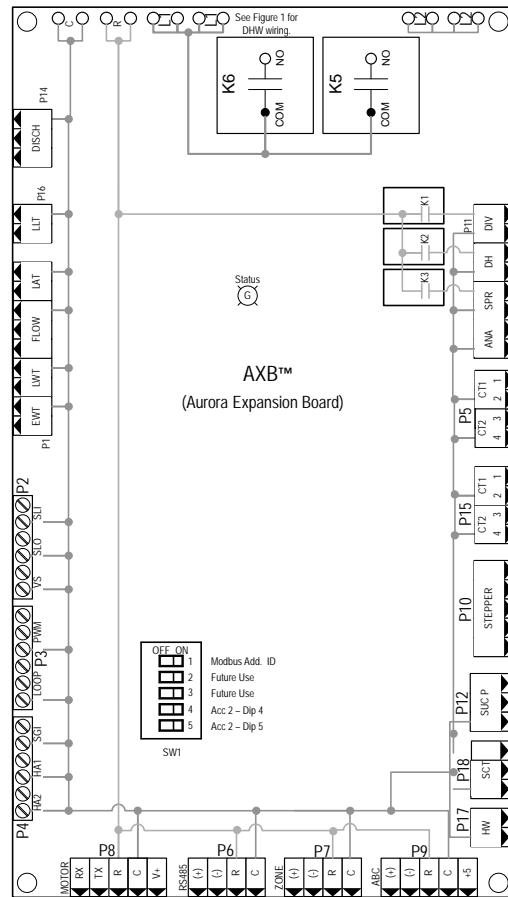 C
R
L1
L1
See Figure 1 for
DHW wiring.
L2
L2
K6
NO
COM
K5
NO
COM
P14
DISCH
P16
LLT
LAT
FLOW
LWT
EWT
P1
K1
K2
K3
P11
DIV
DH
SPR
ANA
Status
G
AXB™
(Aurora Expansion Board)
CT1
1
2
CT2
3
4
P5
CT1
1
2
CT2
3
4
P15
P2
SLI
SLO
VS
P3
PWM
LOOP
P4
SGI
HA1
HA2
P10
STEPPER
P12
SUC P
P18
SCT
P17
HW
OFF ON
1 Modbus Add. ID
2 Future Use
3 Future Use
4 Acc 2 – Dip 4
5 Acc 2 – Dip 5
SW1
P8
MOTOR
RX
TX
R
C
V+
P6
RS485
(+)
(-)
R
C
P7
ZONE
(+)
(-)
R
C
P9
ABC
(+)
(-)
R
C
+5